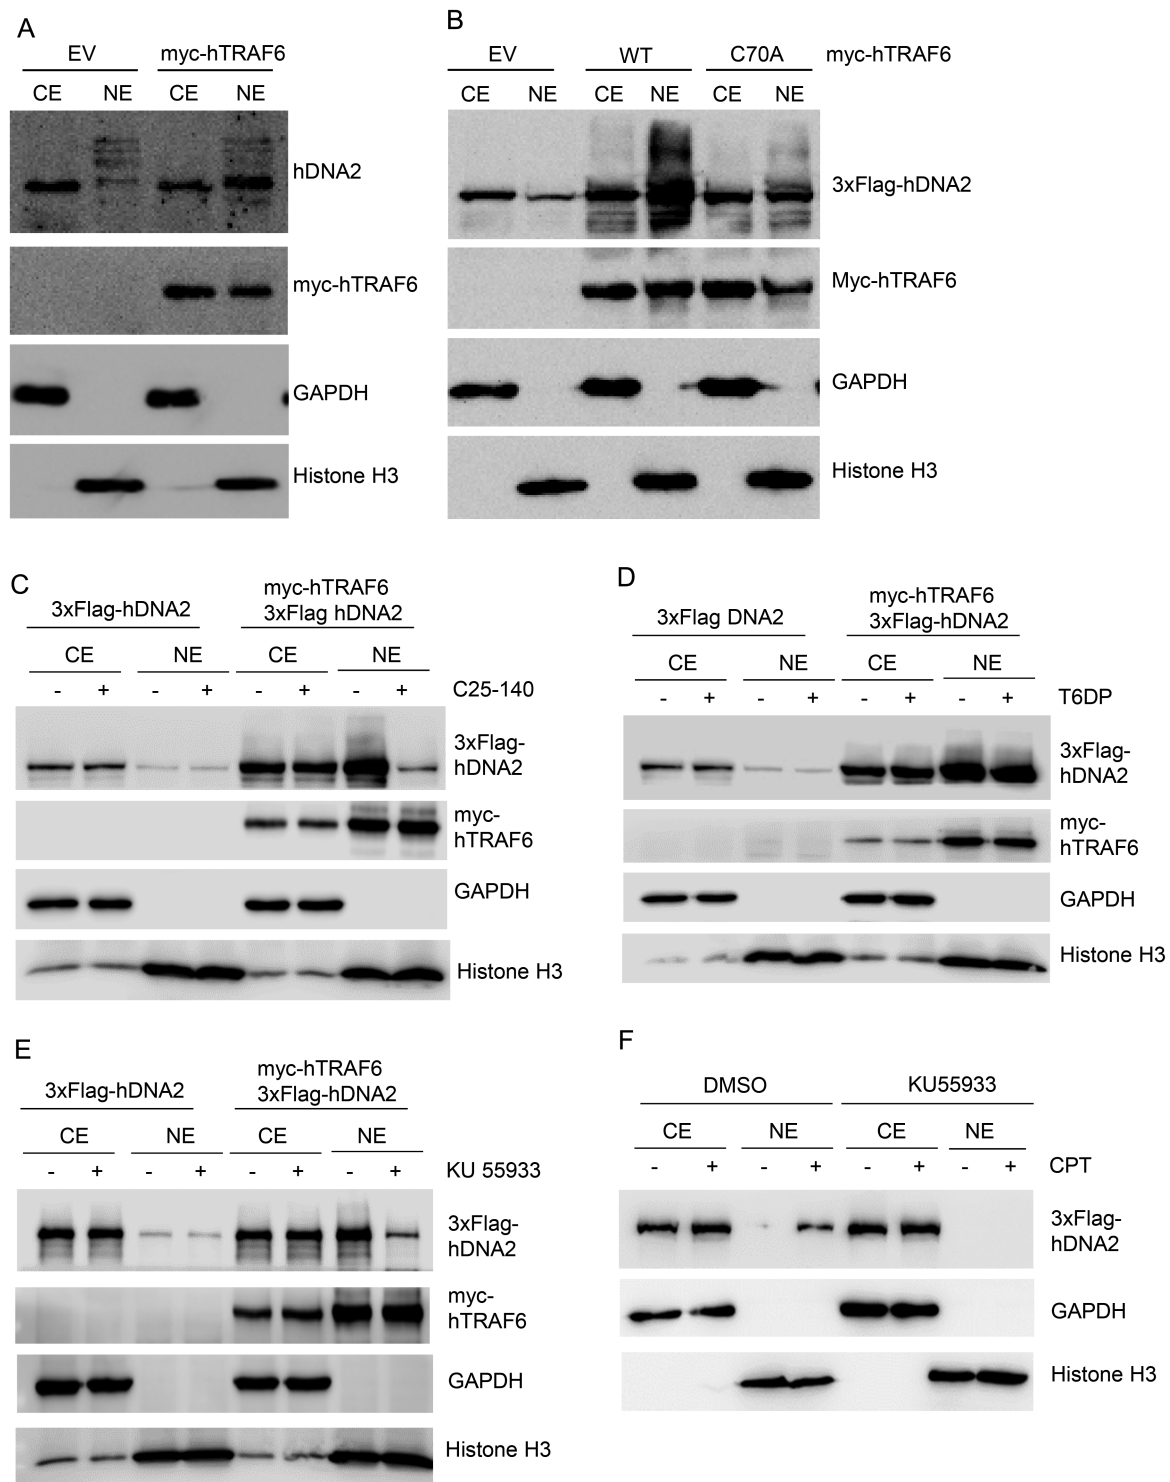 A
EV myc-hTRAF6
CE NE CE NE
hDNA2
myc-hTRAF6
GAPDH
Histone H3
B
EV WT C70A myc-hTRAF6
CE NE CE NE CE NE
3xFlag-hDNA2
Myc-hTRAF6
GAPDH
Histone H3
C
3xFlag-hDNA2
myc-hTRAF6
3xFlag hDNA2
CE NE CE NE
- + - + - + - + C25-140
3xFlag-
hDNA2
myc-
hTRAF6
GAPDH
Histone H3
D
3xFlag DNA2
myc-hTRAF6
3xFlag-hDNA2
CE NE CE NE
- + - + - + - + T6DP
3xFlag-
hDNA2
myc-
hTRAF6
GAPDH
Histone H3
E
3xFlag-hDNA2
myc-hTRAF6
3xFlag-hDNA2
CE NE CE NE
- + - + - + - + KU 55933
3xFlag-
hDNA2
myc-
hTRAF6
GAPDH
Histone H3
F
DMSO KU55933
CE NE CE NE
- + - + - + - + CPT
3xFlag-
hDNA2
GAPDH
Histone H3